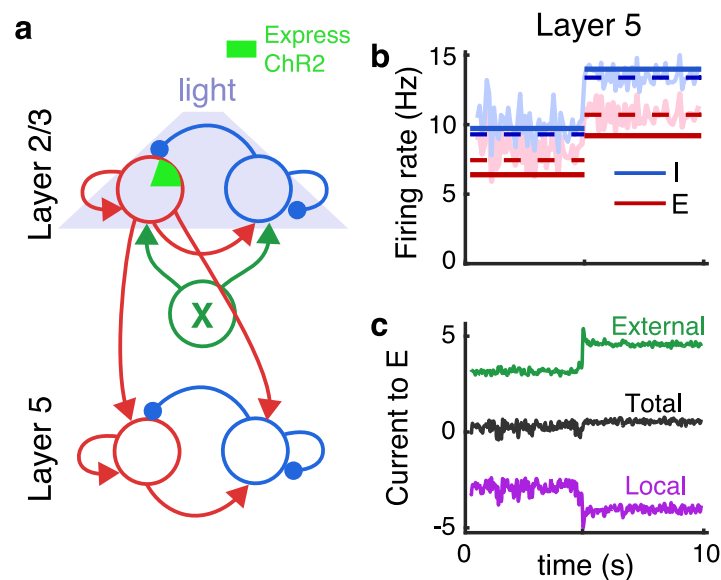 a
Express
ChR2
light
Layer 2/3
X
Layer 5
Layer 5
b
Firing rate (Hz)
15
10
5
0
I
E
c
Current to E
5
0
-5
External
Total
Local
0
10
time (s)